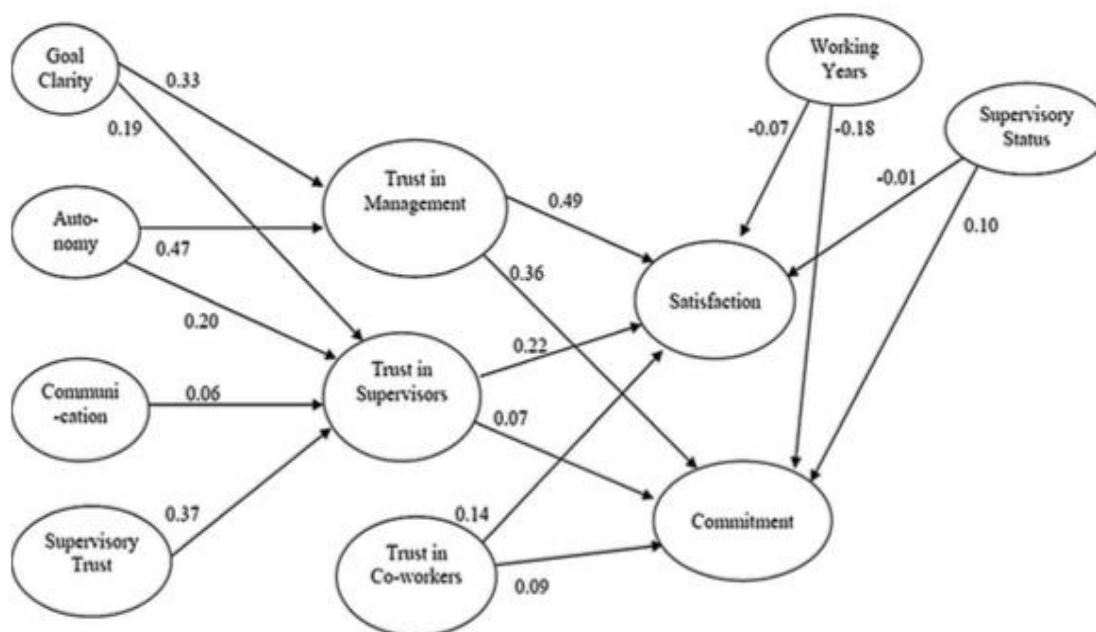 Goal
Clarity
0.33
0.19
Working
Years
-0.07
-0.18
Supervisory
Status
-0.01
0.10
Trust in
Management
0.49
0.36
Auto-
nomy
0.47
0.20
Satisfaction
Trust in
Supervisors
0.22
0.07
Communi
-cation
0.06
Supervisory
Trust
0.37
Commitment
Trust in
Co-workers
0.14
0.09